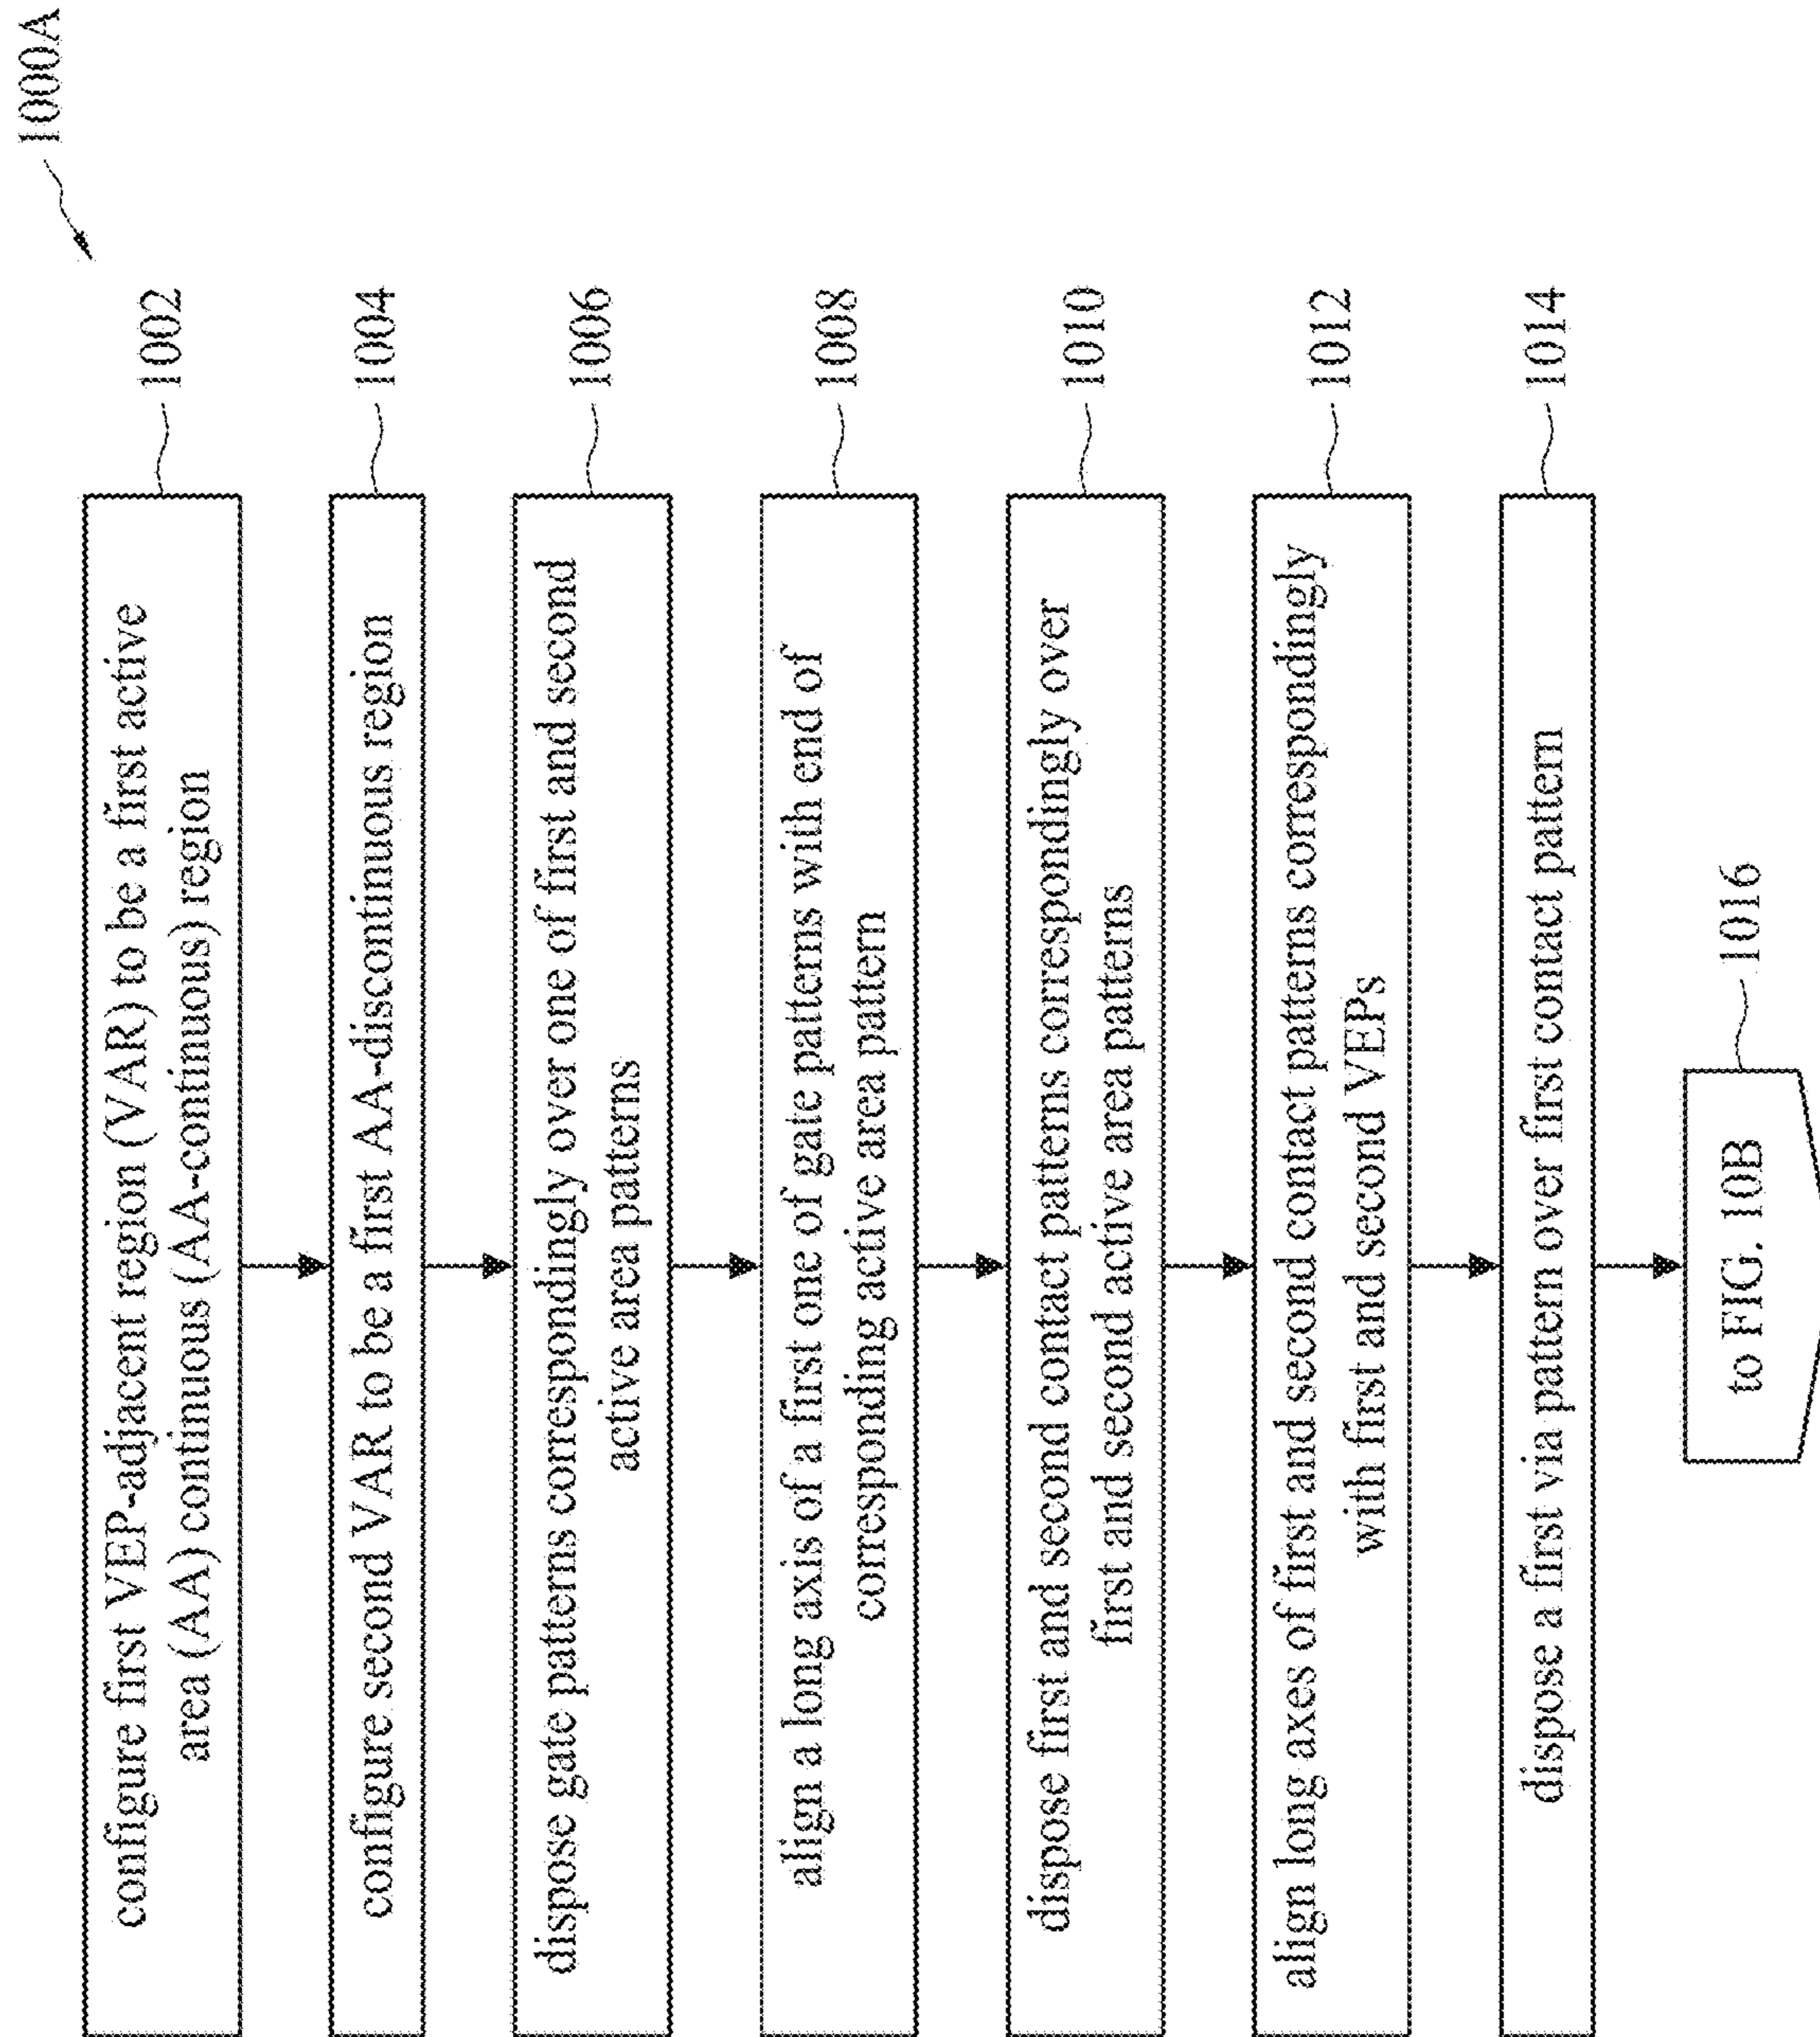 1000A
configure first VEP-adjacent region (VAR) to be a first active
area (AA) continuous (AA-continuous) region
1002
configure second VAR to be a first AA-discontinuous region
1004
dispose gate patterns correspondingly over one of first and second
active area patterns
1006
align a long axis of a first one of gate patterns with end of
corresponding active area pattern
1008
dispose first and second contact patterns correspondingly over
first and second active area patterns
1010
align long axes of first and second contact patterns correspondingly
with first and second VEPs
1012
dispose a first via pattern over first contact pattern
1014
to FIG. 10B
1016